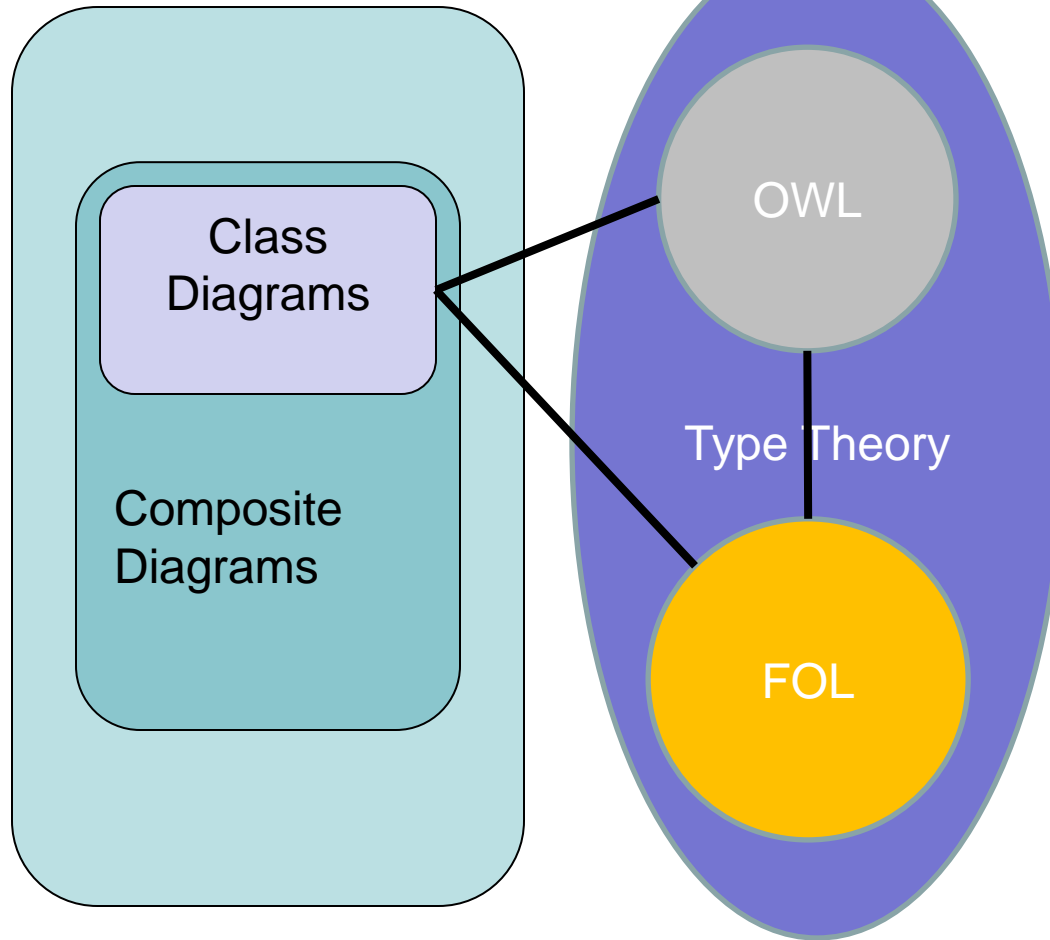 Class
Diagrams
Composite
Diagrams
OWL
Type Theory
FOL